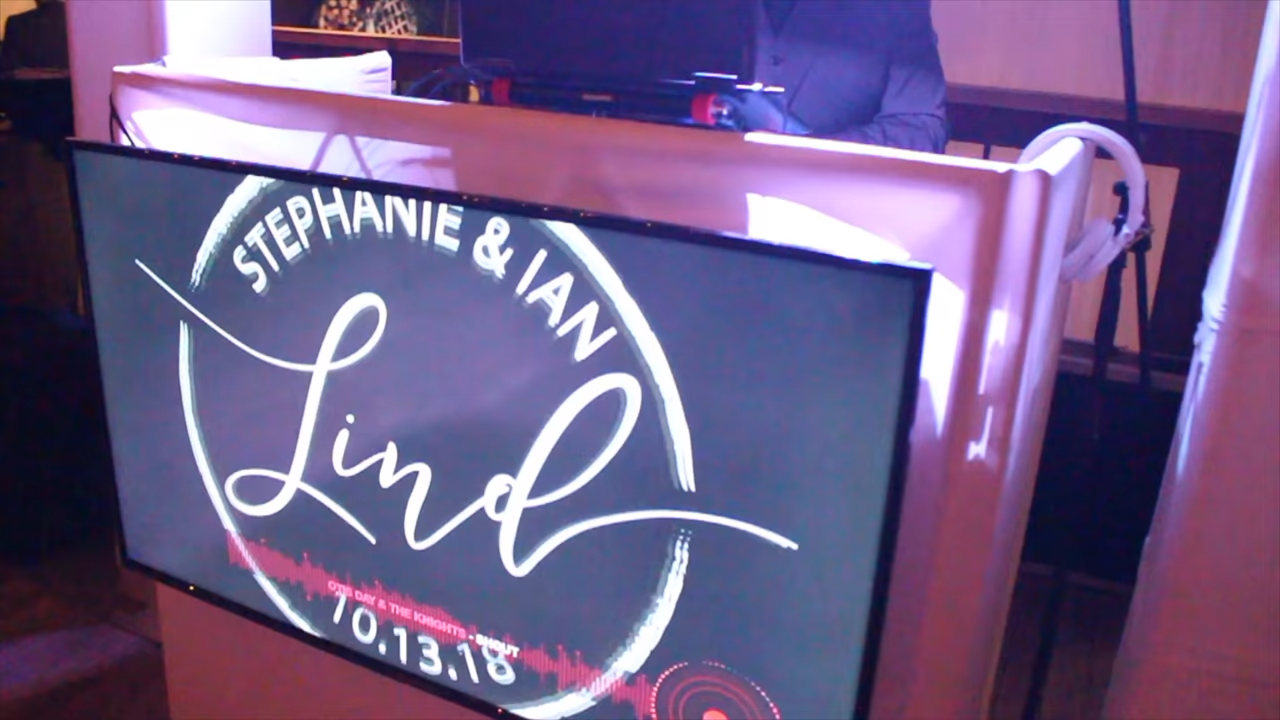 STEPHANIE & IAN
Lind
OTIS DAY & THE KNIGHTS - SHOUT
10.13.18